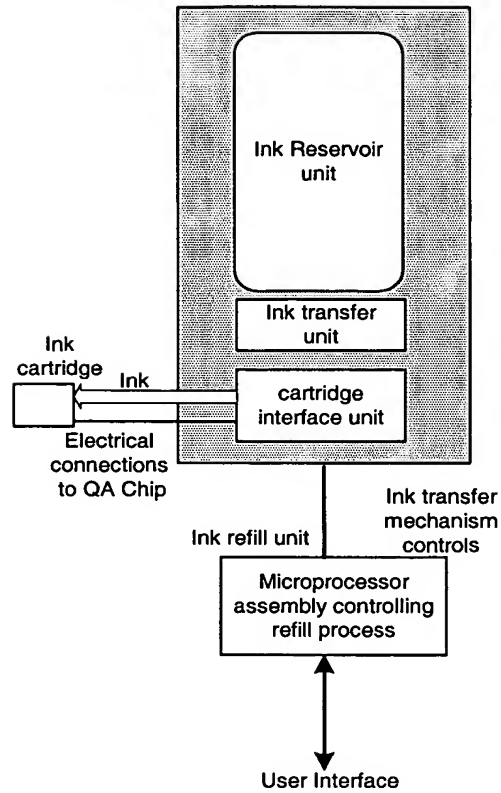 Ink Reservoir
unit
Ink transfer
unit
Ink
cartridge
Ink
cartridge
interface unit
Electrical
connections
to QA Chip
Ink transfer
mechanism
controls
Ink refill unit
Microprocessor
assembly controlling
refill process
User Interface